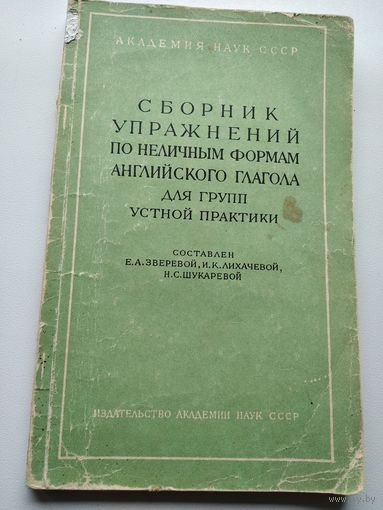 АКАДЕМИЯ НАУК СССР
СБОРНИК
УПРАЖНЕНИЙ
ПО НЕЛИЧНЫМ ФОРМАМ
АНГЛИЙСКОГО ГЛАГОЛА
ДЛЯ ГРУПП
УСТНОЙ ПРАКТИКИ
СОСТАВЛЕН
Е.А.ЗВЕРЕВОЙ, И.К.ЛИХАЧЕВОЙ,
Н.С.ШУКАРЕВОЙ
ИЗДАТЕЛЬСТВО АКАДЕМИИ НАУК СССР